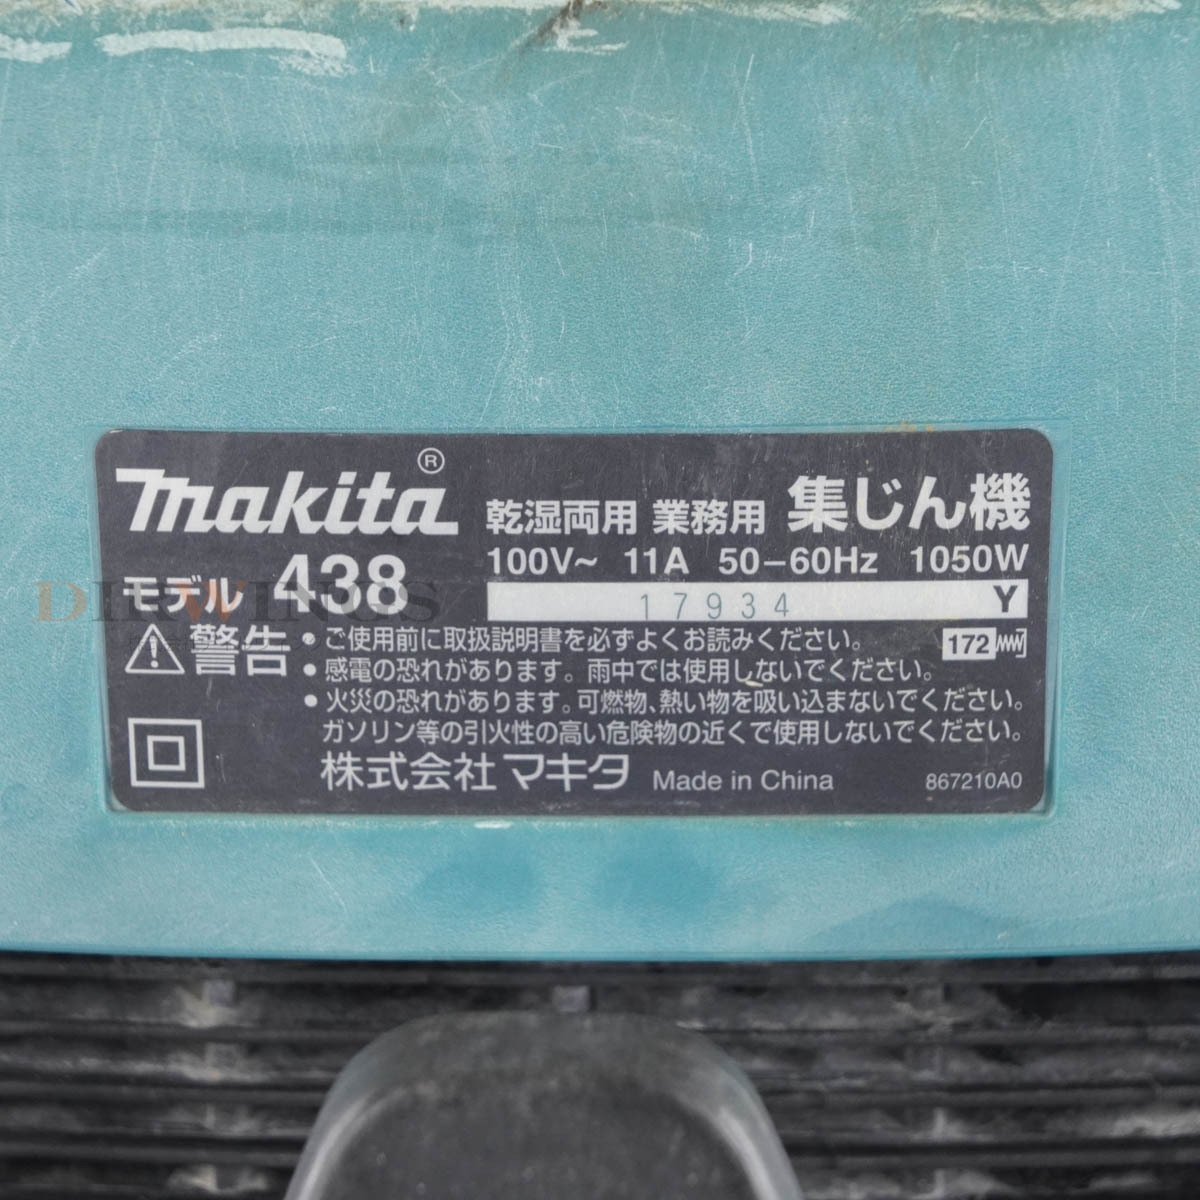 makita®
乾湿両用 業務用 集じん機
モデル 438
100V~ 11A 50-60Hz 1050W
17934 Y
DIRWINGS
⚠警告
• ご使用前に取扱説明書を必ずよくお読みください。
172
• 感電の恐れがあります。雨中では使用しないでください。
• 火災の恐れがあります。可燃物、熱い物を吸い込まないでください。
ガソリン等の引火性の高い危険物の近くで使用しないでください。
株式会社マキタ Made in China 867210A0